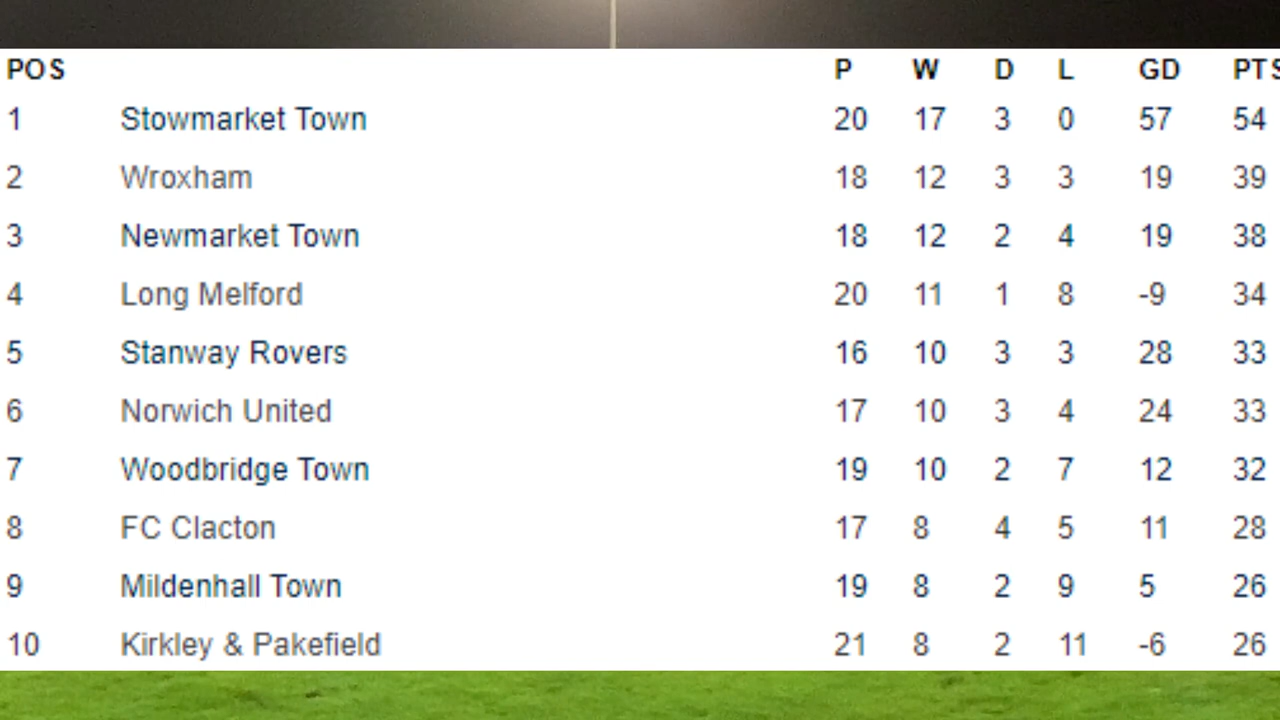 POS P W D L GD PTS
1 Stowmarket Town 20 17 3 0 57 54
2 Wroxham 18 12 3 3 19 39
3 Newmarket Town 18 12 2 4 19 38
4 Long Melford 20 11 1 8 -9 34
5 Stanway Rovers 16 10 3 3 28 33
6 Norwich United 17 10 3 4 24 33
7 Woodbridge Town 19 10 2 7 12 32
8 FC Clacton 17 8 4 5 11 28
9 Mildenhall Town 19 8 2 9 5 26
10 Kirkley & Pakefield 21 8 2 11 -6 26